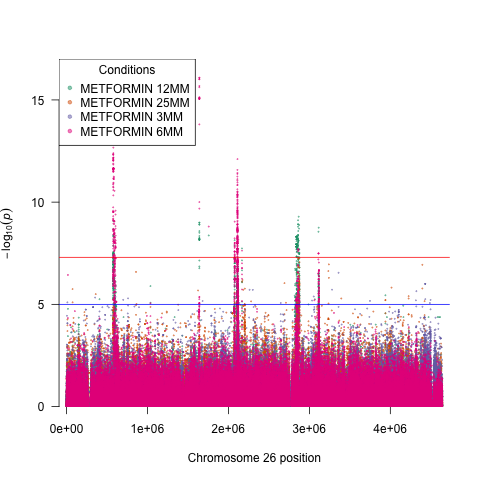 Conditions
METFORMIN 12MM
METFORMIN 25MM
METFORMIN 3MM
METFORMIN 6MM
15
10
5
0
−log10(p)
0e+00 1e+06 2e+06 3e+06 4e+06
Chromosome 26 position